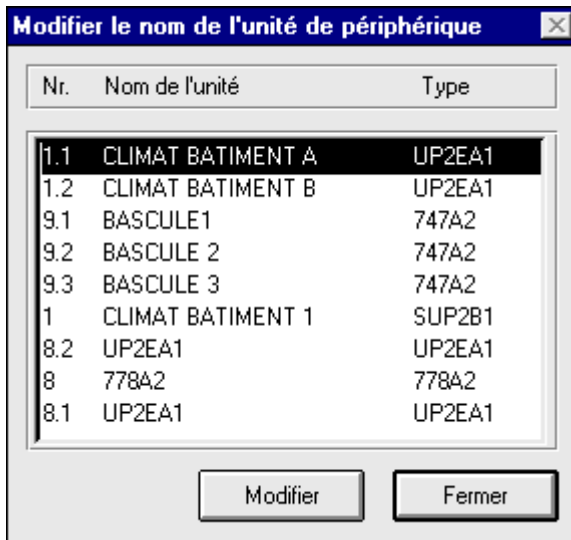 Modifier le nom de l'unité de périphérique
Nr. Nom de l'unité Type
1.1 CLIMAT BATIMENT A UP2EA1
1.2 CLIMAT BATIMENT B UP2EA1
9.1 BASCULE1 747A2
9.2 BASCULE 2 747A2
9.3 BASCULE 3 747A2
1 CLIMAT BATIMENT 1 SUP2B1
8.2 UP2EA1 UP2EA1
8 778A2 778A2
8.1 UP2EA1 UP2EA1
Modifier Fermer